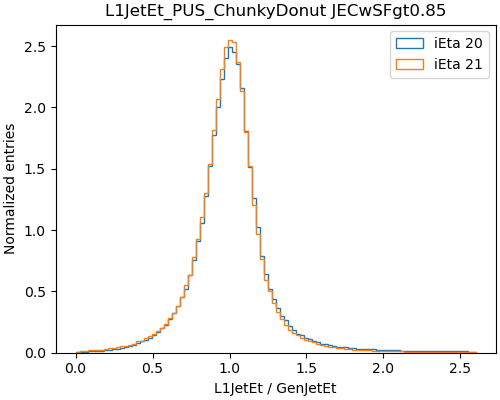 L1JetEt_PUS_ChunkyDonut JECwSFgt0.85
iEta 20
iEta 21
Normalized entries
2.5
2.0
1.5
1.0
0.5
0.0
0.0 0.5 1.0 1.5 2.0 2.5
L1JetEt / GenJetEt